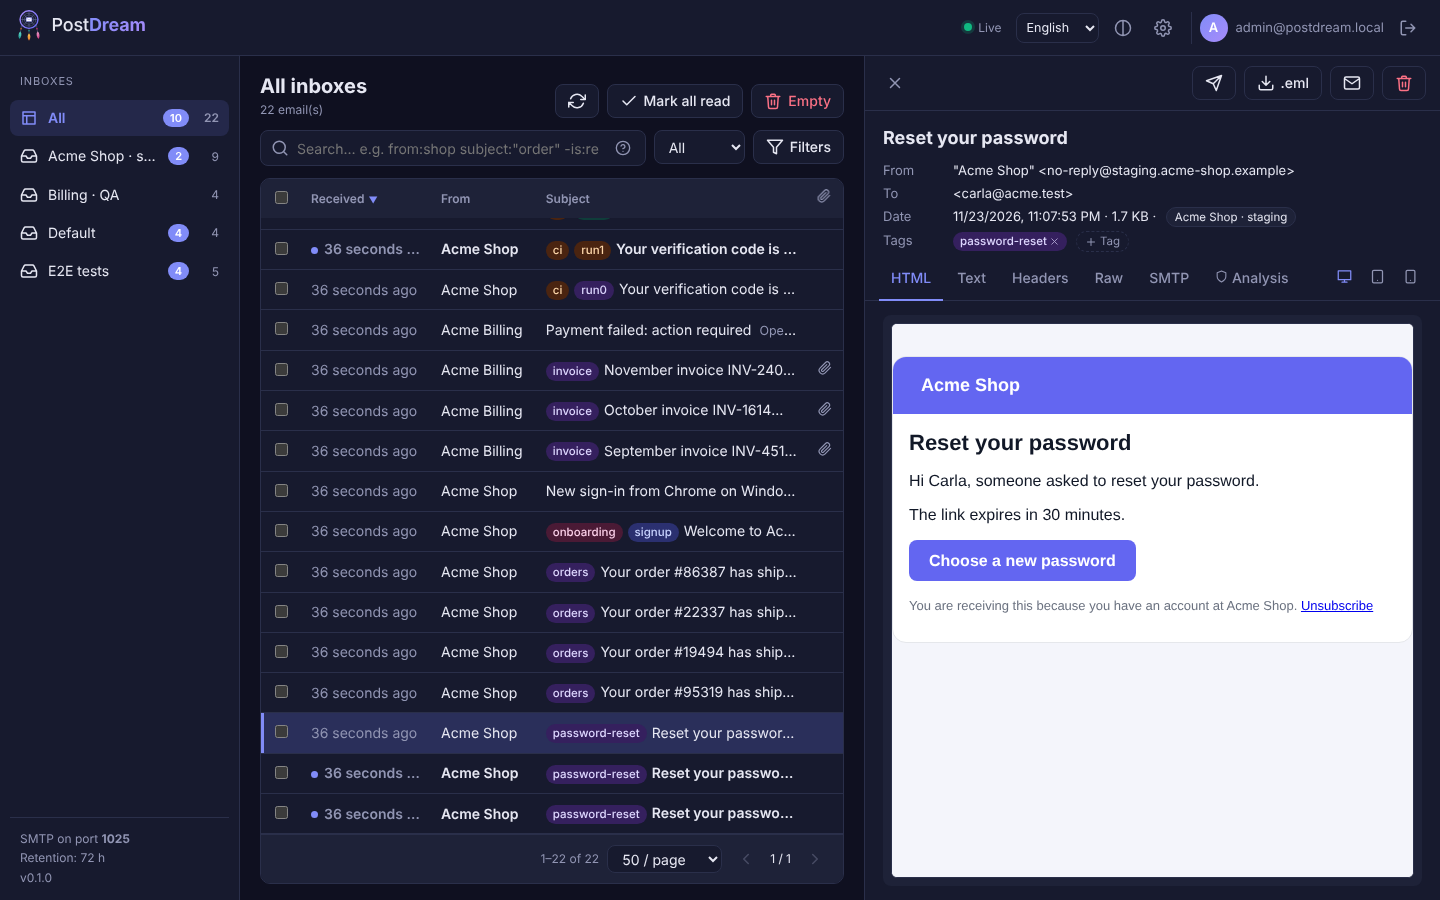 PostDream
Live
English
A
admin@postdream.local
INBOXES
All 10 22
Acme Shop · s... 2 9
Billing · QA 4
Default 4 4
E2E tests 4 5
SMTP on port 1025
Retention: 72 h
v0.1.0
All inboxes
22 email(s)
Mark all read
Empty
Search... e.g. from:shop subject:"order" -is:re
All
Filters
Received ▼ From Subject
36 seconds ... Acme Shop ci run1 Your verification code is ...
36 seconds ago Acme Shop ci run0 Your verification code is ...
36 seconds ago Acme Billing Payment failed: action required Ope...
36 seconds ago Acme Billing invoice November invoice INV-240...
36 seconds ago Acme Billing invoice October invoice INV-1614...
36 seconds ago Acme Billing invoice September invoice INV-451...
36 seconds ago Acme Shop New sign-in from Chrome on Windo...
36 seconds ago Acme Shop onboarding signup Welcome to Ac...
36 seconds ago Acme Shop orders Your order #86387 has ship...
36 seconds ago Acme Shop orders Your order #22337 has ship...
36 seconds ago Acme Shop orders Your order #19494 has ship...
36 seconds ago Acme Shop orders Your order #95319 has ship...
36 seconds ago Acme Shop password-reset Reset your passwor...
36 seconds ... Acme Shop password-reset Reset your passwo...
36 seconds ... Acme Shop password-reset Reset your passwo...
1–22 of 22 50 / page 1 / 1
.eml
Reset your password
From "Acme Shop" <no-reply@staging.acme-shop.example>
To <carla@acme.test>
Date 11/23/2026, 11:07:53 PM · 1.7 KB · Acme Shop · staging
Tags password-reset × + Tag
HTML Text Headers Raw SMTP Analysis
Acme Shop
Reset your password
Hi Carla, someone asked to reset your password.
The link expires in 30 minutes.
Choose a new password
You are receiving this because you have an account at Acme Shop. Unsubscribe